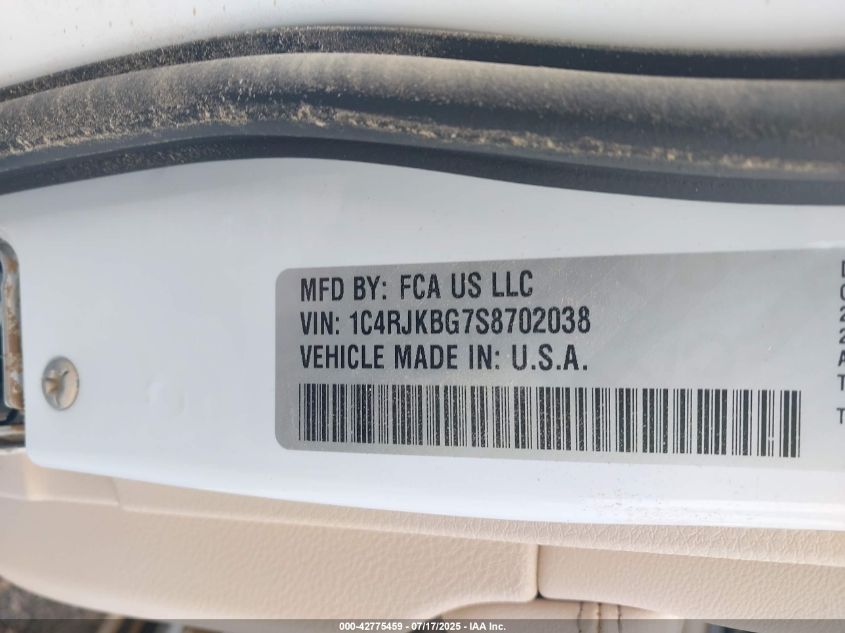 MFD BY: FCA US LLC
VIN: 1C4RJKBG7S8702038
VEHICLE MADE IN: U.S.A.
000-42775459 - 07/17/2025 - IAA Inc.